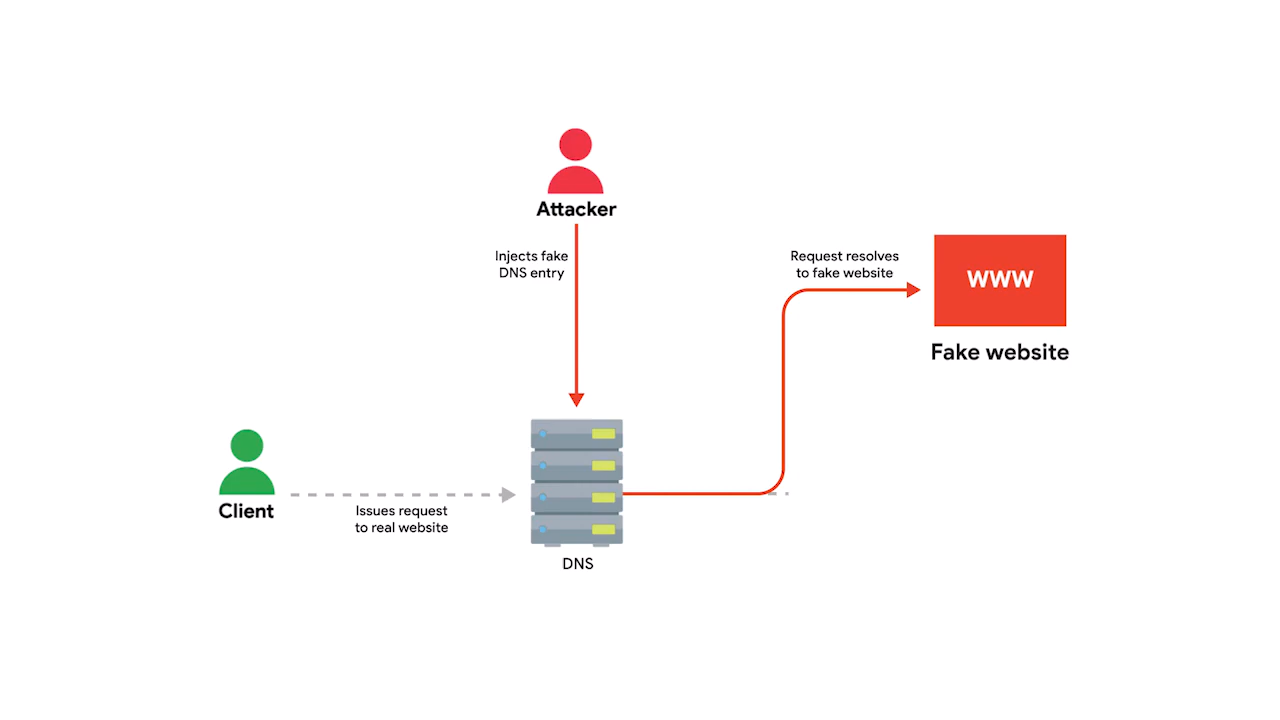 Attacker
Injects fake
DNS entry
Request resolves
to fake website
WWW
Fake website
Client
Issues request
to real website
DNS